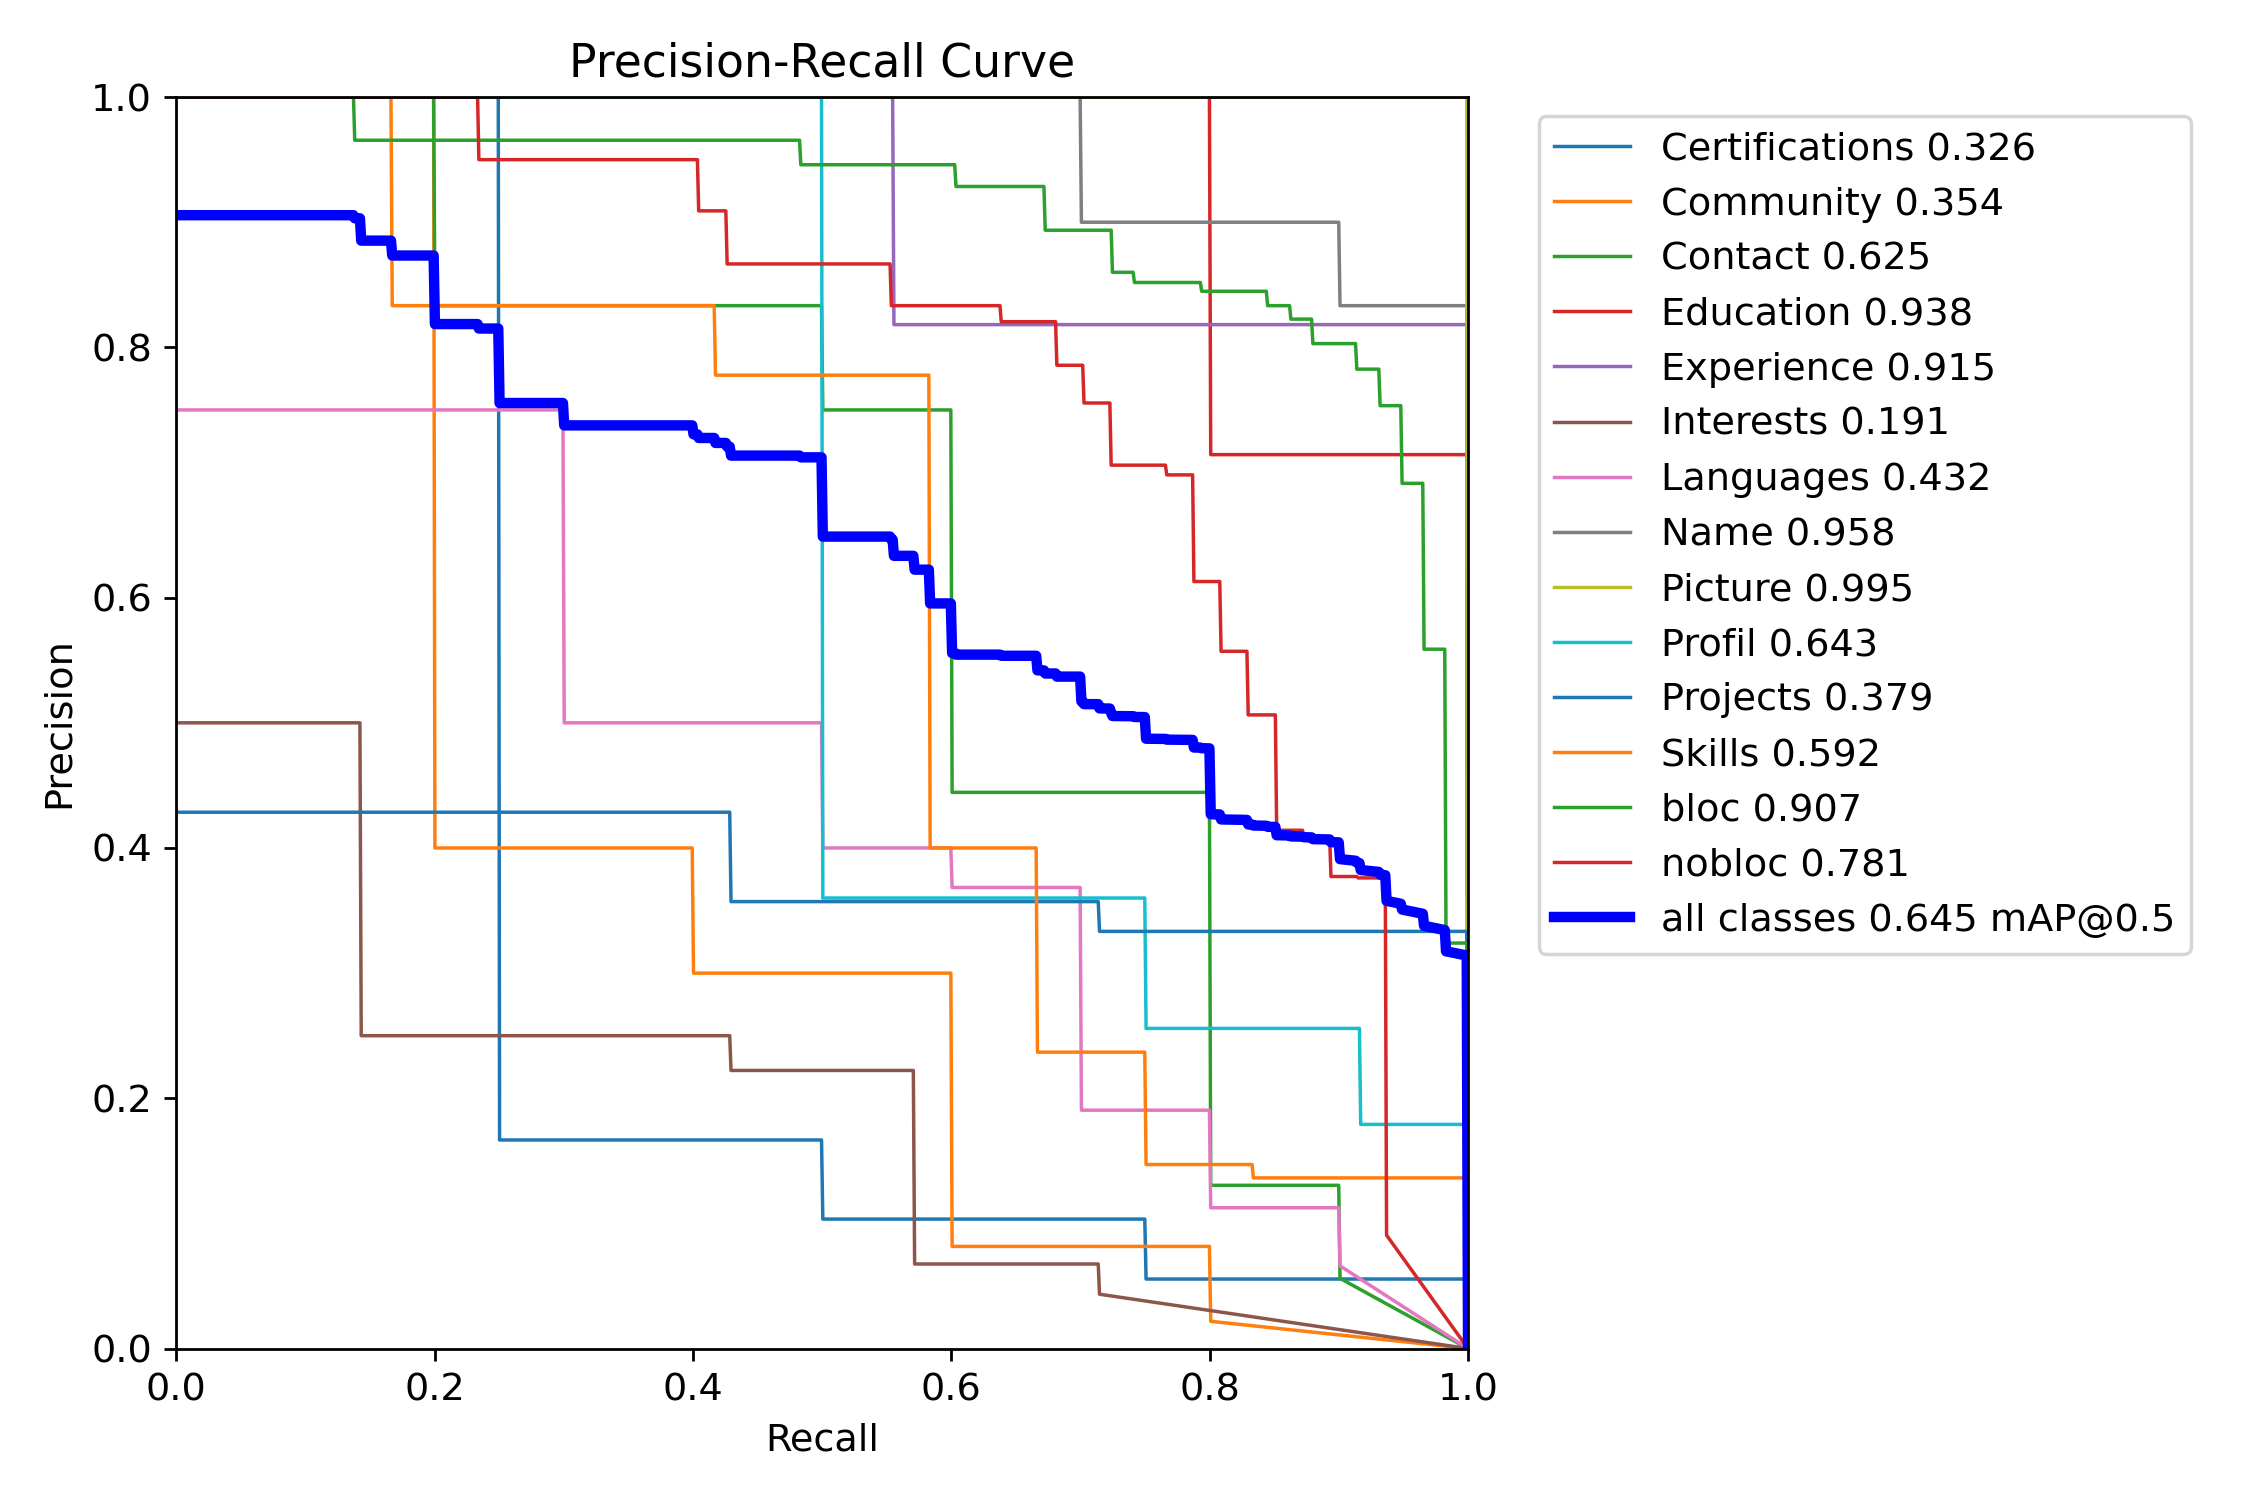 Precision-Recall Curve
1.0
0.8
0.6
0.4
0.2
0.0
Precision
0.0 0.2 0.4 0.6 0.8 1.0
Recall
Certifications 0.326
Community 0.354
Contact 0.625
Education 0.938
Experience 0.915
Interests 0.191
Languages 0.432
Name 0.958
Picture 0.995
Profil 0.643
Projects 0.379
Skills 0.592
bloc 0.907
nobloc 0.781
all classes 0.645 mAP@0.5